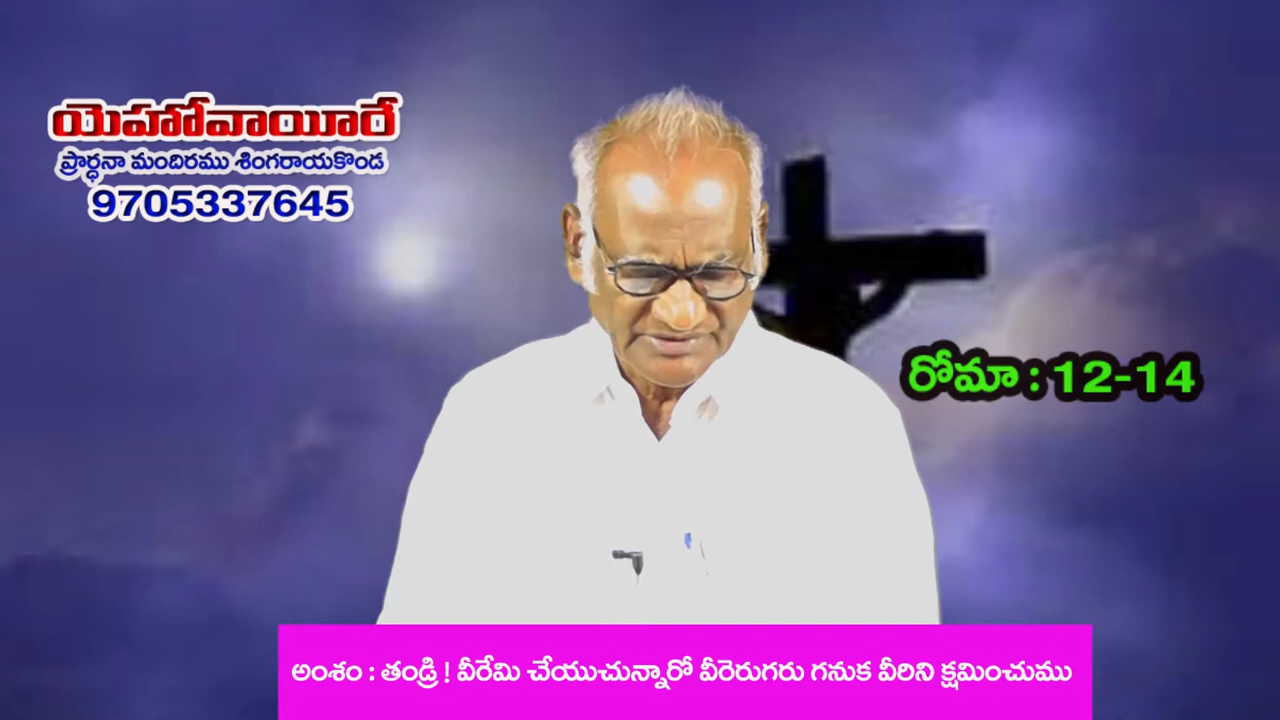 యెహోవాయీరే
ప్రార్ధనా మందిరము శింగరాయకొండ
9705337645
రోమా : 12-14
అంశం : తండ్రి ! వీరేమి చేయుచున్నారో వీరెరుగరు గనుక వీరిని క్షమించుము